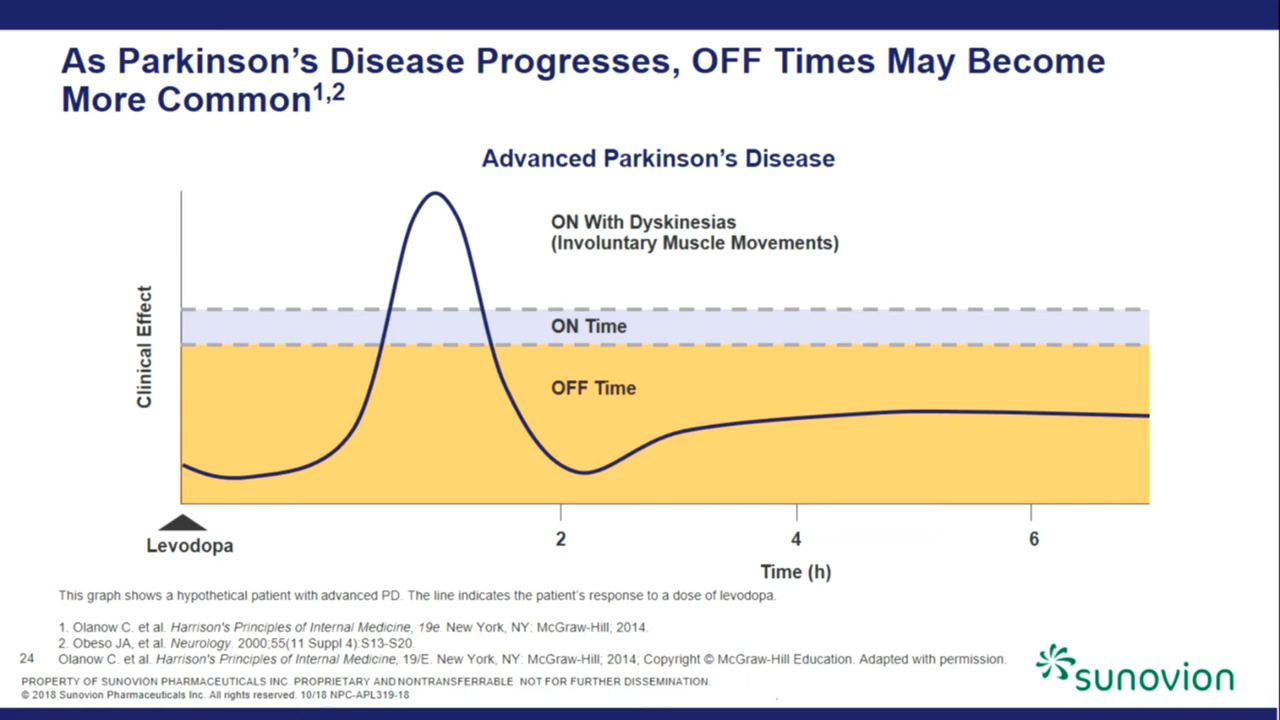 As Parkinson's Disease Progresses, OFF Times May Become
More Common1,2
Advanced Parkinson's Disease
ON With Dyskinesias
(Involuntary Muscle Movements)
ON Time
OFF Time
Clinical Effect
Levodopa
2
4
6
Time (h)
This graph shows a hypothetical patient with advanced PD. The line indicates the patient's response to a dose of levodopa.
1. Olanow C. et al. Harrison's Principles of Internal Medicine, 19e. New York, NY: McGraw-Hill; 2014.
2. Obeso JA, et al. Neurology. 2000;55(11 Suppl 4):S13-S20.
24 Olanow C. et al. Harrison's Principles of Internal Medicine, 19/E. New York, NY: McGraw-Hill; 2014; Copyright © McGraw-Hill Education. Adapted with permission.
PROPERTY OF SUNOVION PHARMACEUTICALS INC. PROPRIETARY AND NONTRANSFERRABLE. NOT FOR FURTHER DISSEMINATION.
© 2018 Sunovion Pharmaceuticals Inc. All rights reserved. 10/18 NPC-APL319-18
sunovion